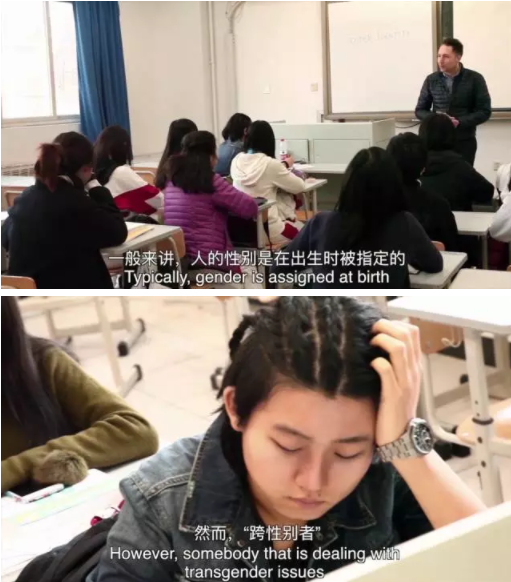 一般来讲，人的性别是在出生时被指定的
Typically, gender is assigned at birth
然而，“跨性别者”
However, somebody that is dealing with
transgender issues